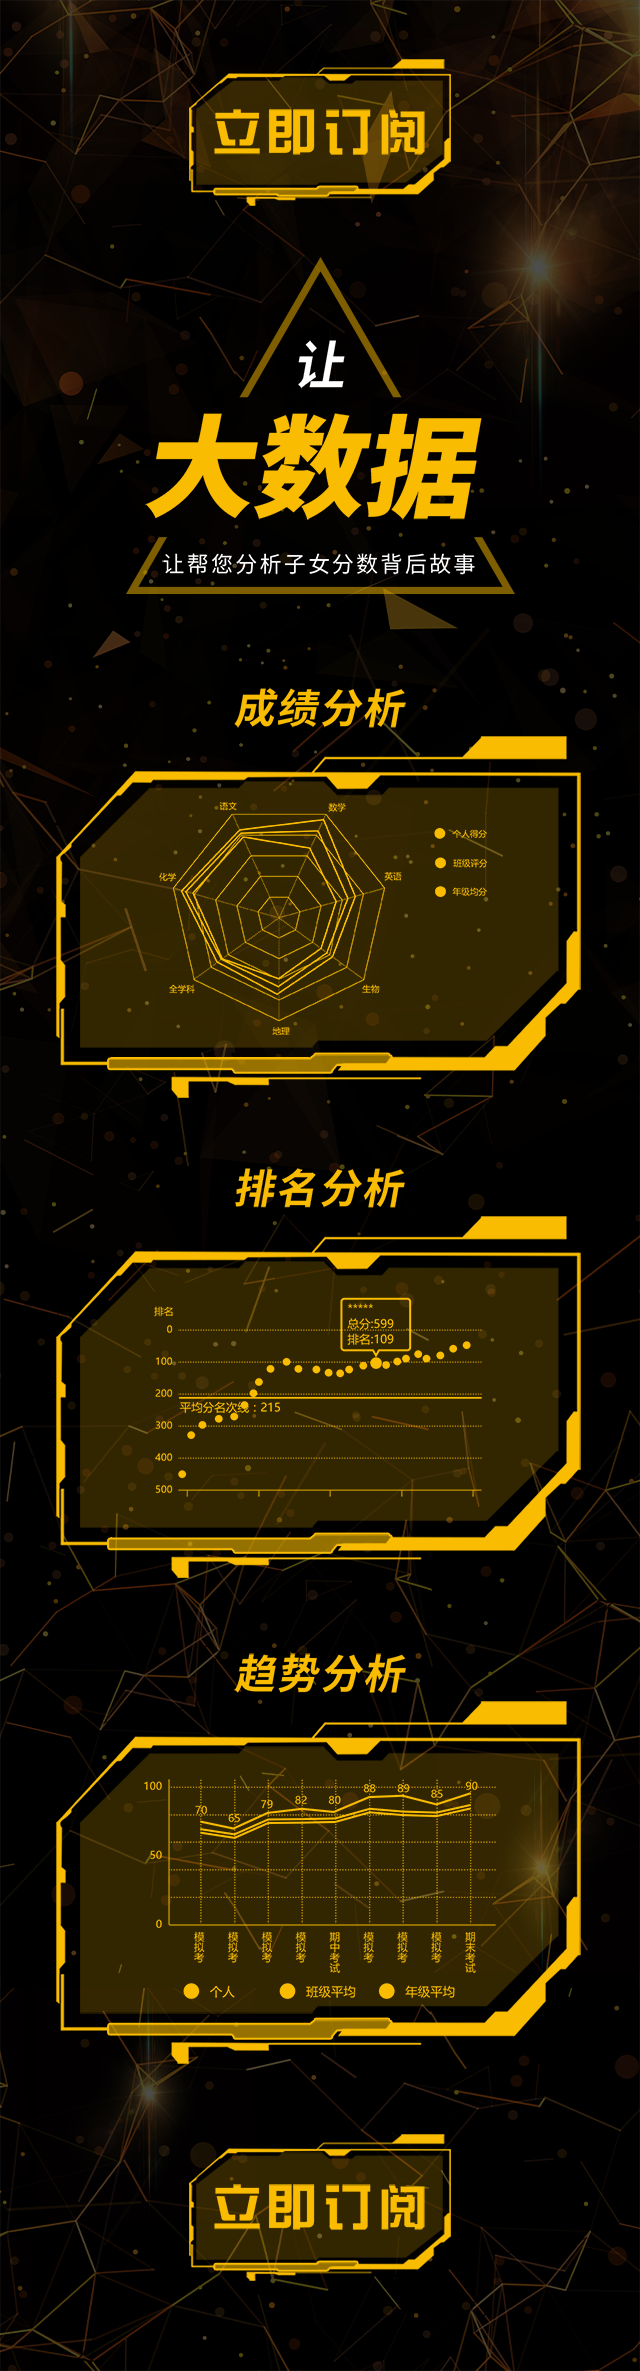 立即订阅
让
大数据
让帮您分析子女分数背后故事
成绩分析
语文
数学
个人得分
班级评分
化学
英语
年级均分
全学科
生物
地理
排名分析
*****
排名
总分:599
0
排名:109
100
200
平均分名次线：215
300
400
500
趋势分析
100
70 65 79 82 80 88 89 85 90
50
0
模拟考 模拟考 模拟考 模拟考 期中考试 模拟考 模拟考 模拟考 期末考试
个人 班级平均 年级平均
立即订阅